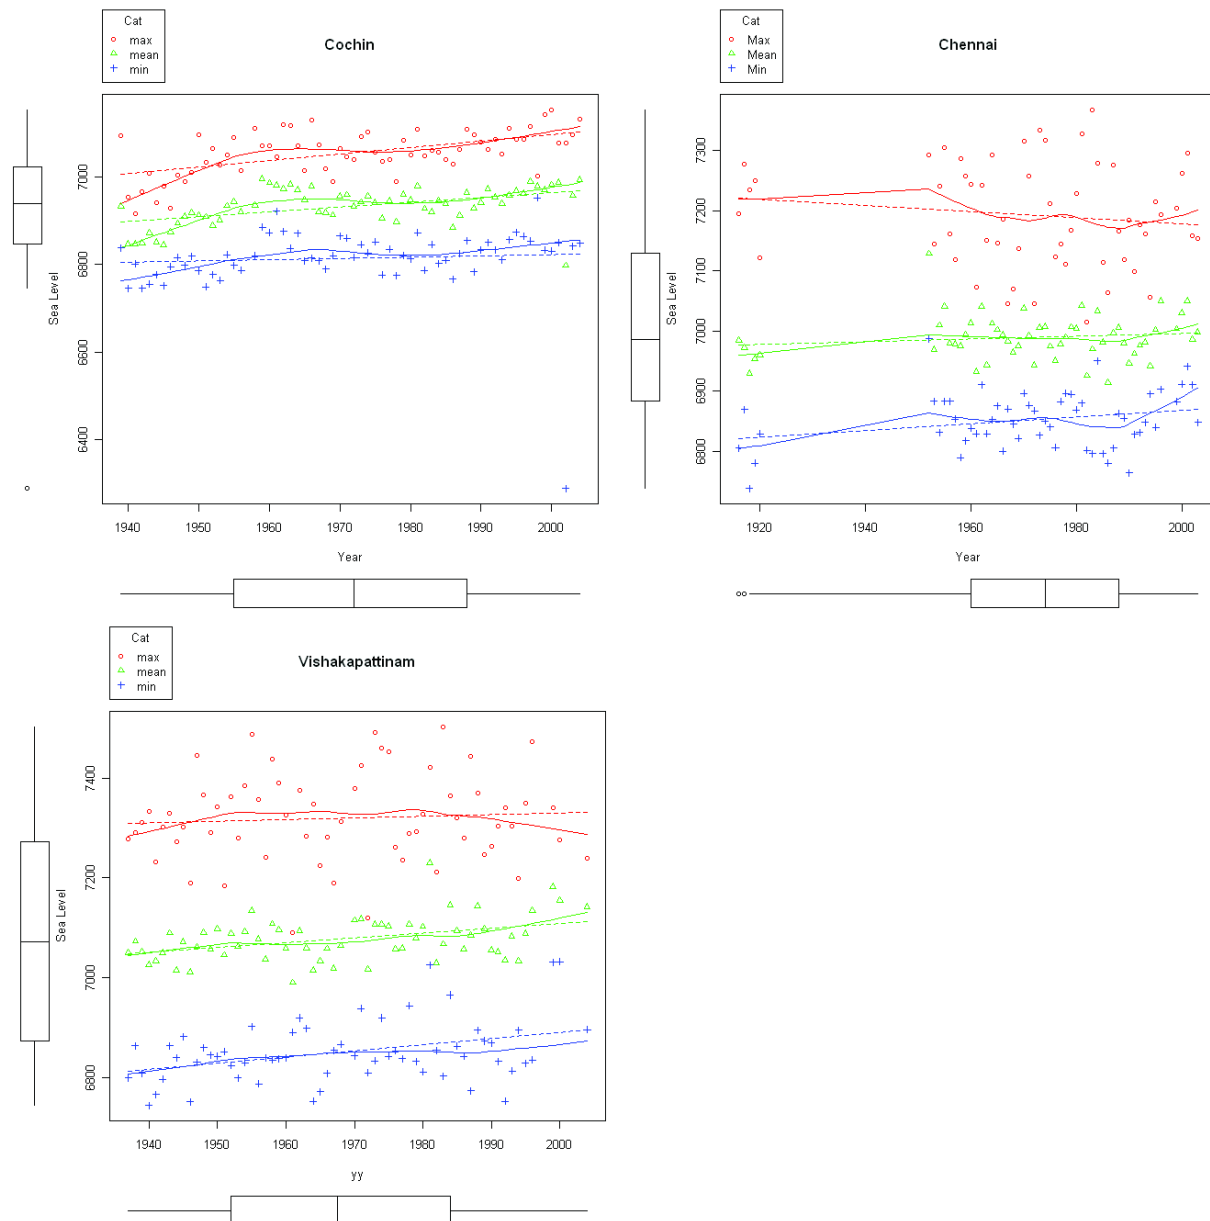 Cat
max
mean
min
Cochin
Sea Level
7000
6800
6600
6400
1940 1950 1960 1970 1980 1990 2000
Year
Cat
Max
Mean
Min
Chennai
Sea Level
7300
7200
7100
7000
6900
6800
1920 1940 1960 1980 2000
Year
Cat
max
mean
min
Vishakapattinam
Sea Level
7400
7200
7000
6800
1940 1950 1960 1970 1980 1990 2000
yy